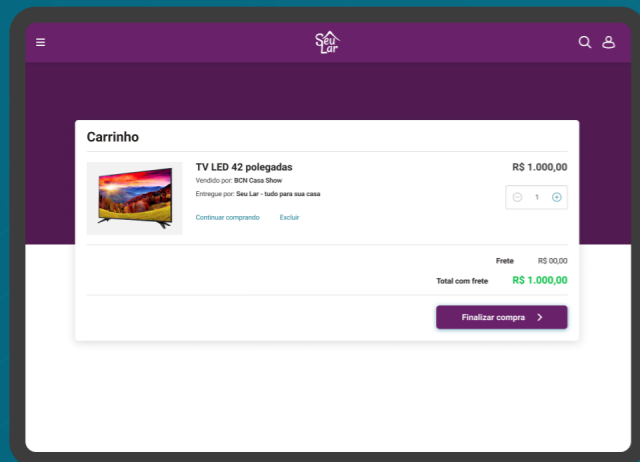 Seu
Lar
Carrinho
TV LED 42 polegadas
R$ 1.000,00
Vendido por: BCN Casa Show
Entregue por: Seu Lar - tudo para sua casa
1
Continuar comprando Excluir
Frete R$ 00,00
Total com frete R$ 1.000,00
Finalizar compra